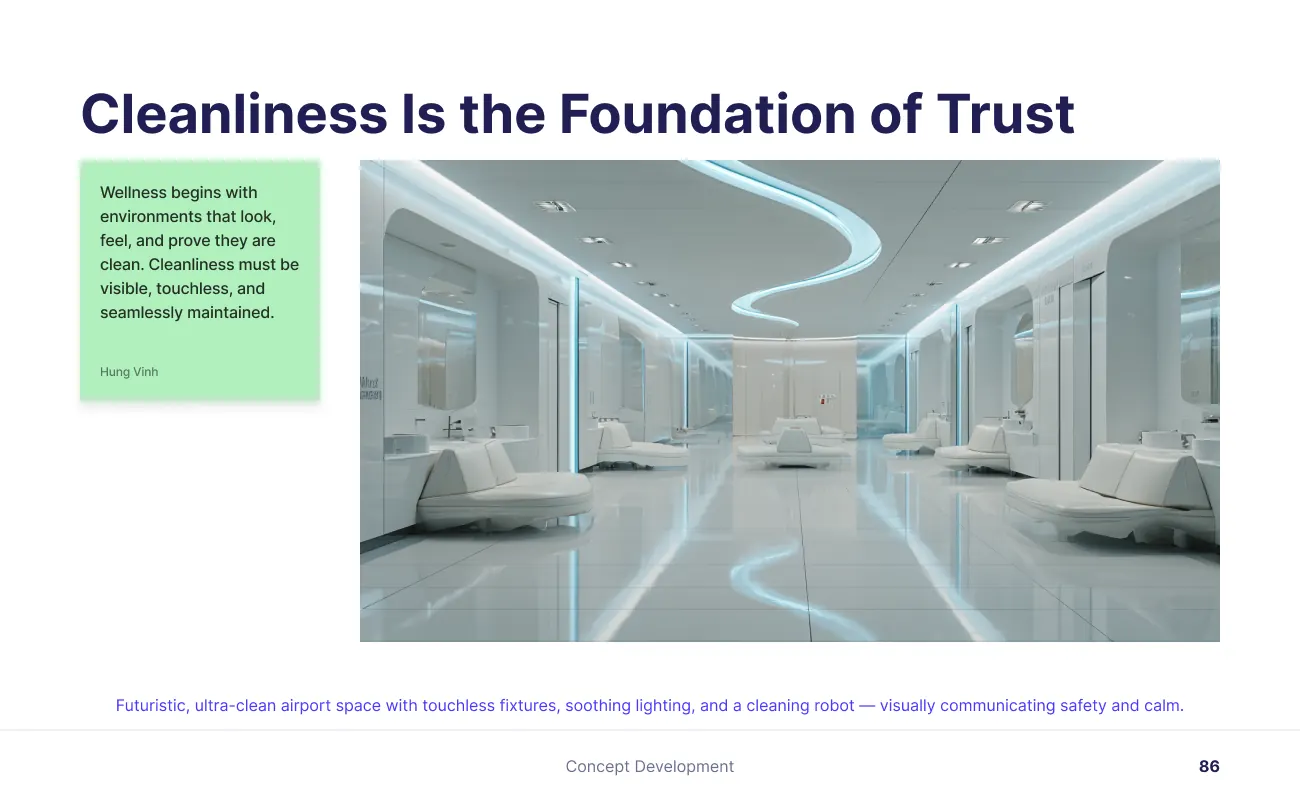 Cleanliness Is the Foundation of Trust
Wellness begins with
environments that look,
feel, and prove they are
clean. Cleanliness must be
visible, touchless, and
seamlessly maintained.
Hung Vinh
Futuristic, ultra-clean airport space with touchless fixtures, soothing lighting, and a cleaning robot — visually communicating safety and calm.
Concept Development
86